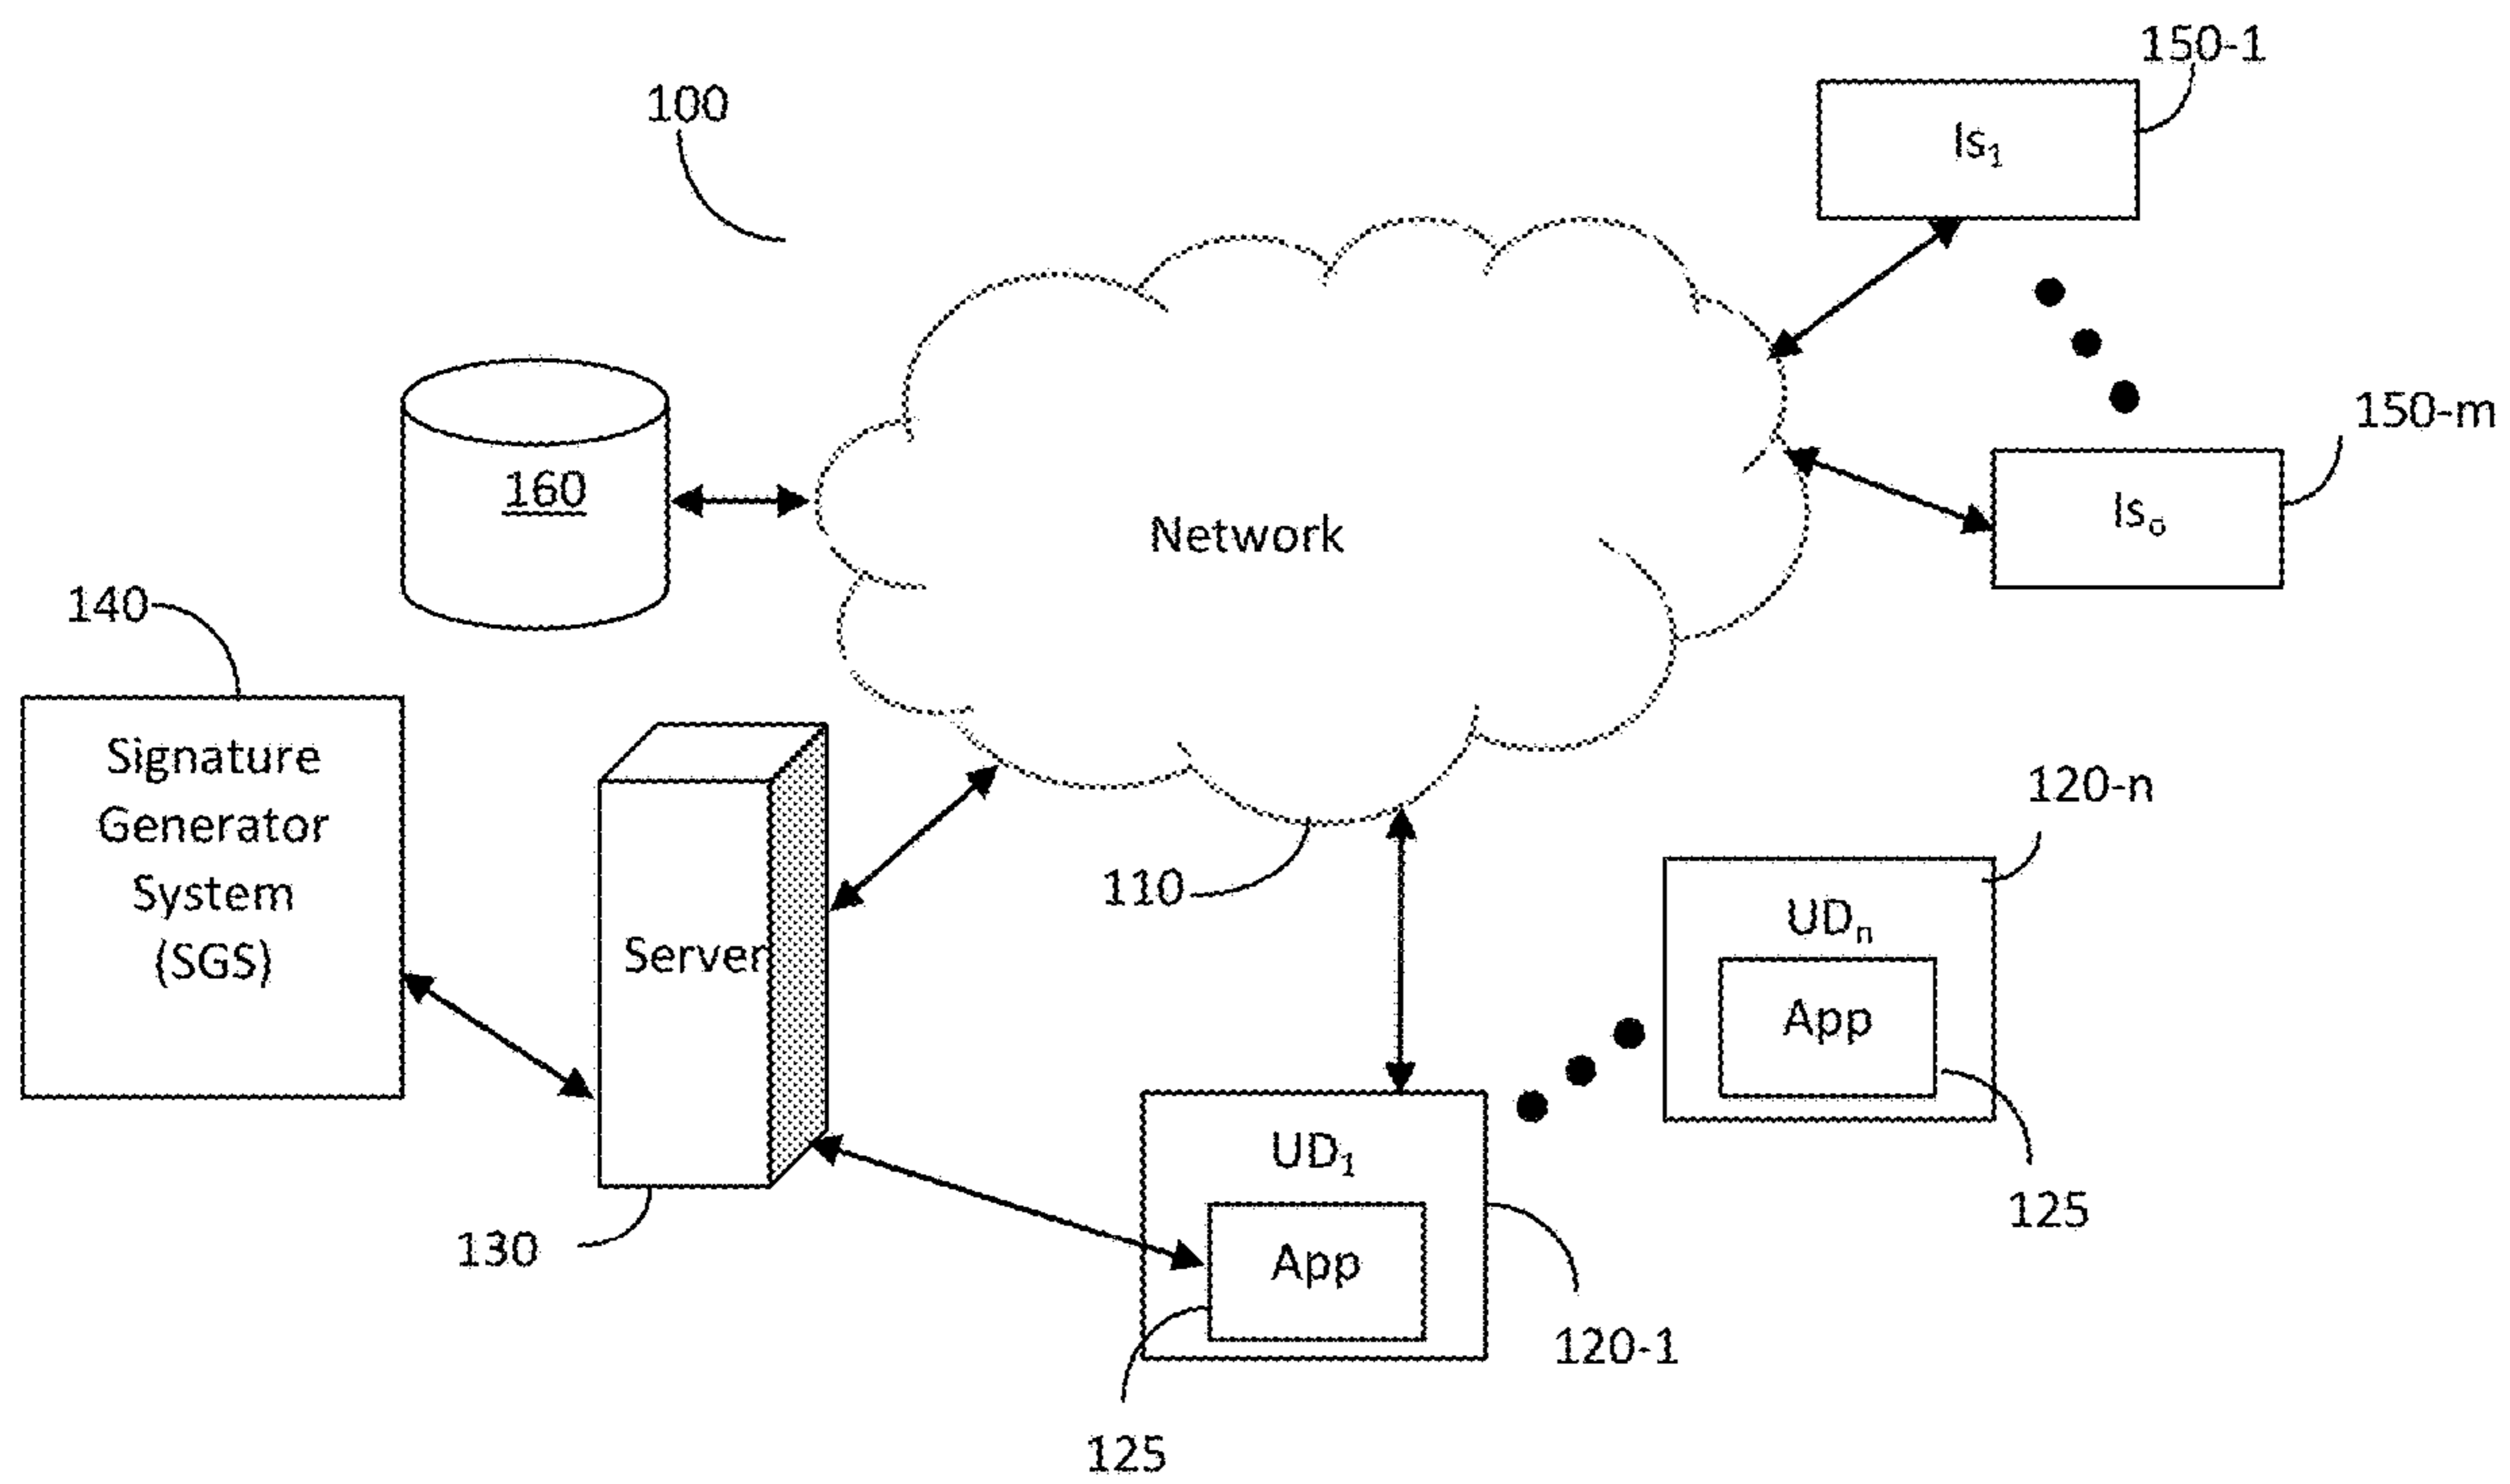 150-1
100
Is₁
150-m
160
Isₒ
Network
140
Signature
Generator
System
(SGS)
120-n
110
UDₙ
Server
App
UD₁
125
130
App
120-1
125